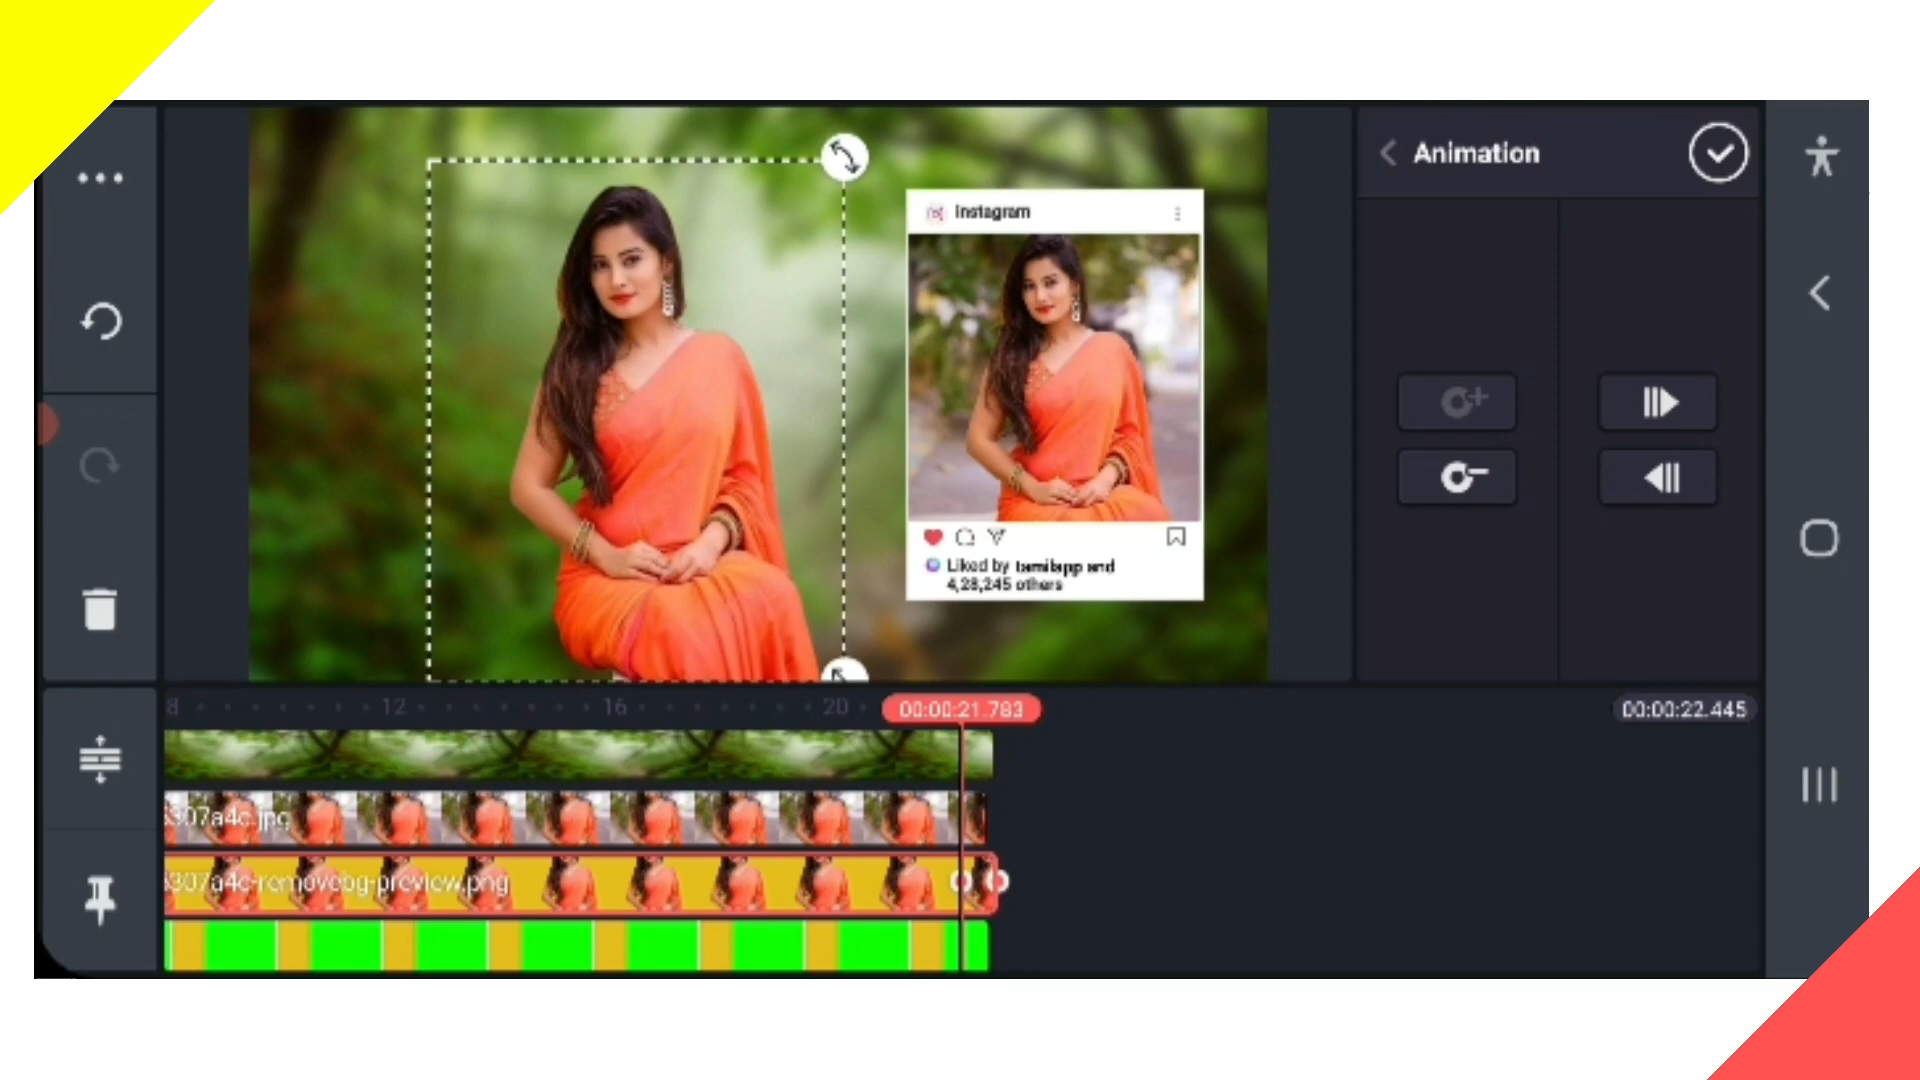 Animation
Instagram
Liked by tamilapp and
4,28,245 others
8
12
16
20
00:00:21.783
00:00:22.445
307a4c.jpg
307a4c-removebg-preview.png